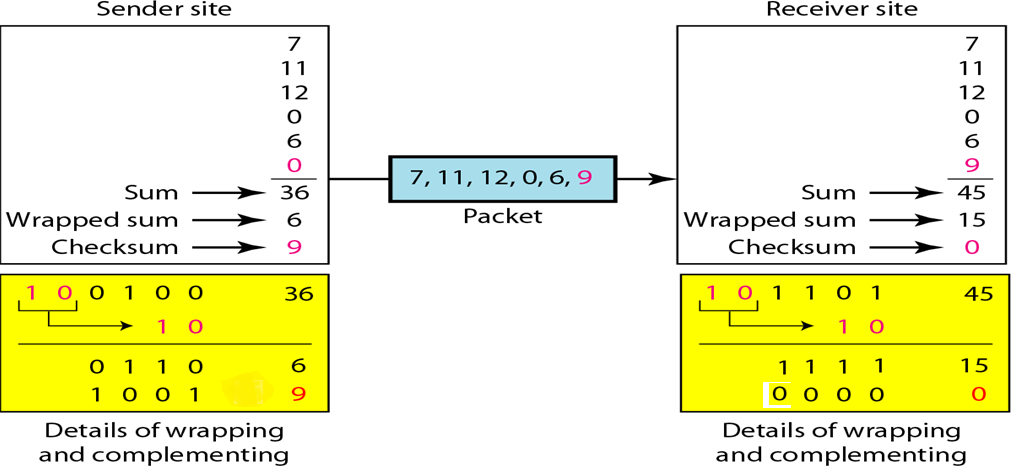 Sender site
7
11
12
0
6
0
Sum 36
Wrapped sum 6
Checksum 9
1 0 0 1 0 0 36
1 0
0 1 1 0 6
1 0 0 1 9
Details of wrapping
and complementing
7, 11, 12, 0, 6, 9
Packet
Receiver site
7
11
12
0
6
9
Sum 45
Wrapped sum 15
Checksum 0
1 0 1 1 0 1 45
1 0
1 1 1 1 15
0 0 0 0 0
Details of wrapping
and complementing